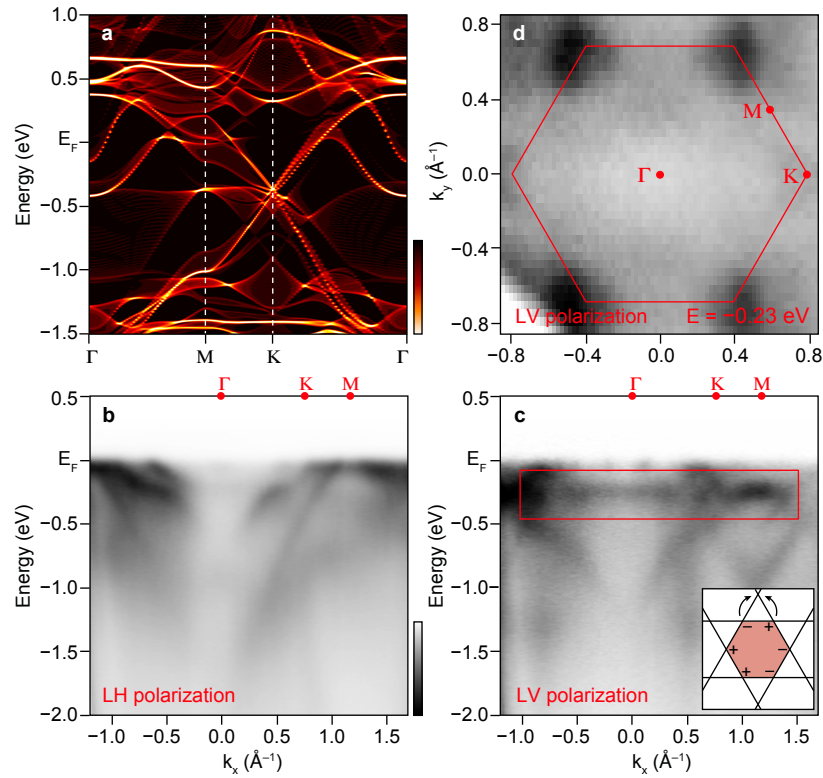 a
1.0
0.5
E_F
−0.5
−1.0
−1.5
Energy (eV)
Γ M K Γ
d
0.8
0.4
0.0
−0.4
−0.8
k_y (Å⁻¹)
M
Γ K
LV polarization E = −0.23 eV
−0.8 −0.4 0.0 0.4 0.8
Γ K M
b
0.5
E_F
−0.5
−1.0
−1.5
−2.0
Energy (eV)
LH polarization
−1.0 −0.5 0.0 0.5 1.0 1.5
k_x (Å⁻¹)
Γ K M
c
0.5
E_F
−0.5
−1.0
−1.5
−2.0
Energy (eV)
− +
+ −
+ −
LV polarization
−1.0 −0.5 0.0 0.5 1.0 1.5
k_x (Å⁻¹)